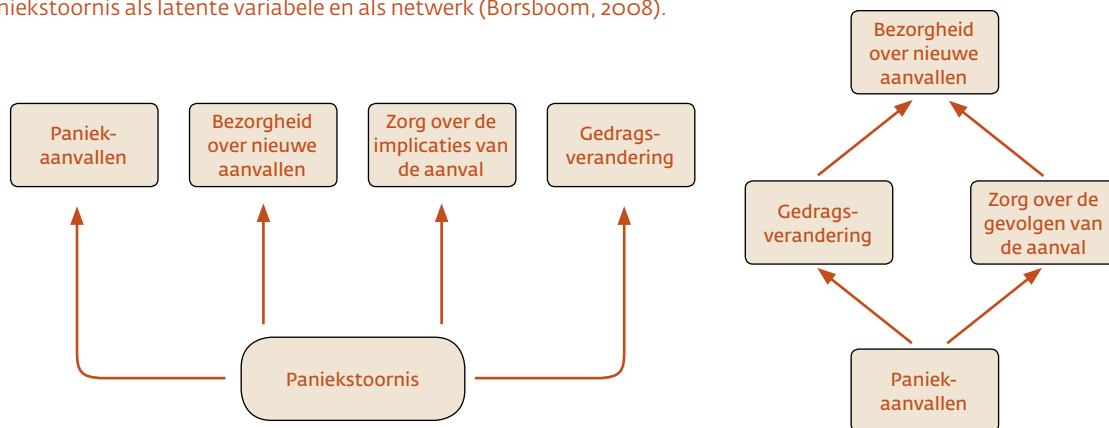 niekstoornis als latente variabele en als netwerk (Borsboom, 2008).
Paniek-
aanvallen
Bezorgheid
over nieuwe
aanvallen
Zorg over de
implicaties van
de aanval
Gedrags-
verandering
Paniekstoornis
Bezorgheid
over nieuwe
aanvallen
Gedrags-
verandering
Zorg over de
gevolgen van
de aanval
Paniek-
aanvallen